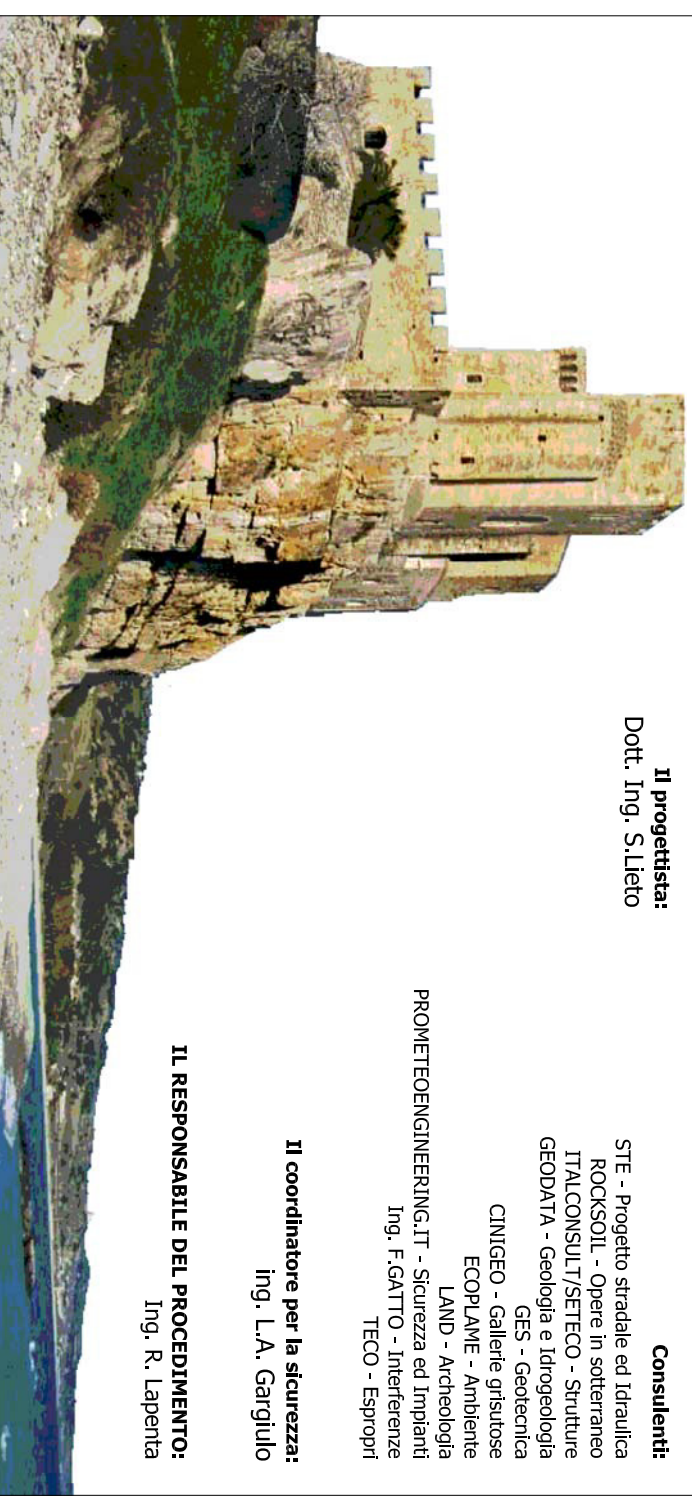 Il progettista:
Dott. Ing. S.Lieto
Consulenti:
STE - Progetto stradale ed Idraulica
ROCKSOIL - Opere in sotterraneo
ITALCONSULT/SETECO - Strutture
GEODATA - Geologia e Idrogeologia
GES - Geotecnica
CINIGEO - Gallerie grisutose
ECOPLAME - Ambiente
LAND - Archeologia
PROMETEOENGINEERING.IT - Sicurezza ed Impianti
Ing. F.GATTO - Interferenze
TECO - Espropri
Il coordinatore per la sicurezza:
ing. L.A. Gargiulo
IL RESPONSABILE DEL PROCEDIMENTO:
Ing. R. Lapenta